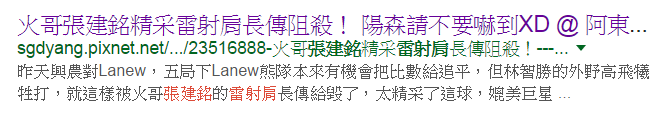 火哥張建銘精采雷射肩長傳阻殺！ 陽森請不要嚇到XD @ 阿東...
sgdyang.pixnet.net/.../23516888-火哥張建銘精采雷射肩長傳阻殺！---... ▼
昨天興農對Lanew，五局下Lanew熊隊本來有機會把比數給追平，但林智勝的外野高飛犧
牲打，就這樣被火哥張建銘的雷射肩長傳給毀了，太精采了這球，媲美巨星 ...